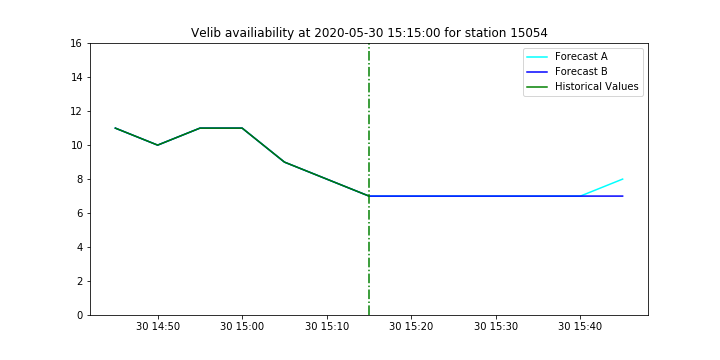 Velib availiability at 2020-05-30 15:15:00 for station 15054
Forecast A
Forecast B
Historical Values
16
14
12
10
8
6
4
2
0
30 14:50 30 15:00 30 15:10 30 15:20 30 15:30 30 15:40